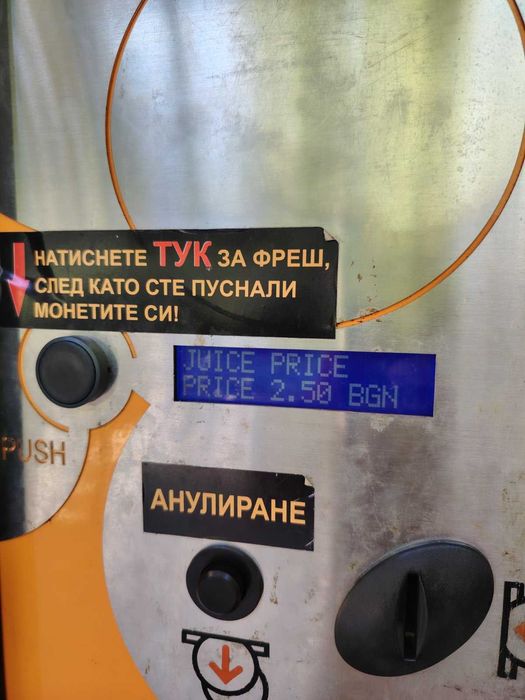 НАТИСНЕТЕ ТУК ЗА ФРЕШ,
СЛЕД КАТО СТЕ ПУСНАЛИ
МОНЕТИТЕ СИ!
JUICE PRICE
PRICE 2.50 BGN
PUSH
АНУЛИРАНЕ